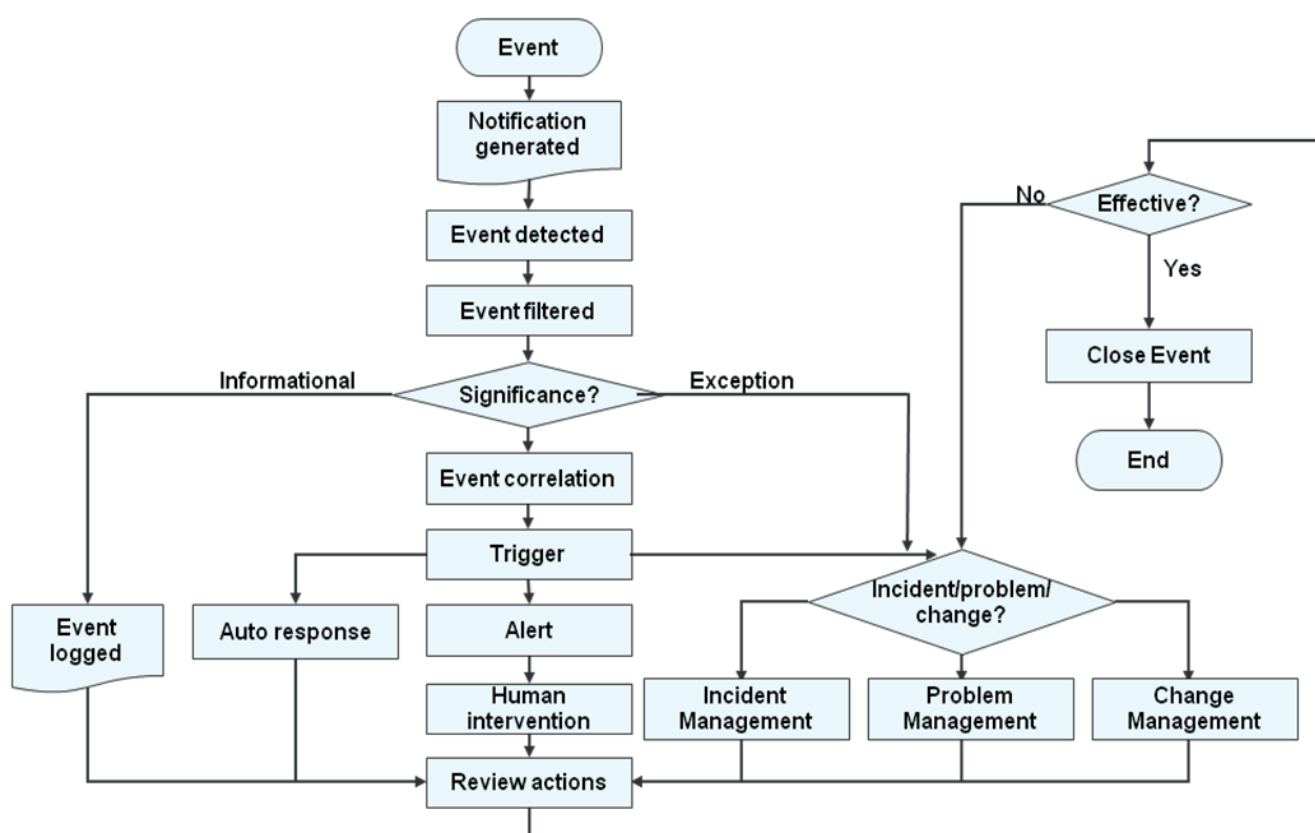 Event
Notification
generated
No
Effective?
Event detected
Yes
Event filtered
Close Event
Informational
Exception
Significance?
End
Event correlation
Trigger
Incident/problem/
change?
Event
logged
Auto response
Alert
Human
intervention
Incident
Management
Problem
Management
Change
Management
Review actions